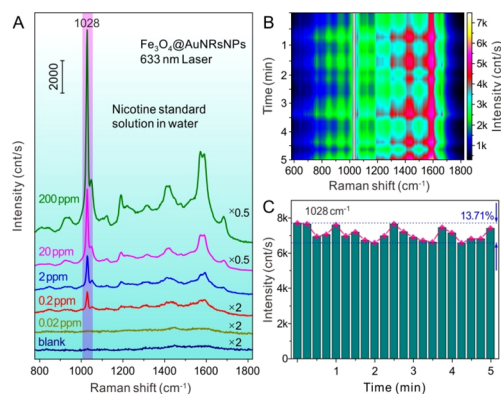 A
1028
2000
Fe₃O₄@AuNRsNPs
633 nm Laser
Nicotine standard
solution in water
200 ppm
×0.5
20 ppm
×0.5
2 ppm
0.2 ppm
×2
0.02 ppm
×2
blank
×2
Intensity (cnt/s)
800 1000 1200 1400 1600 1800
Raman shift (cm⁻¹)
B
Time (min)
1
2
3
4
5
600 800 1000 1200 1400 1600 1800
Raman shift (cm⁻¹)
7k
6k
5k
4k
3k
2k
1k
Intensity (cnt/s)
C
1028 cm⁻¹
13.71%
8k
6k
4k
2k
0
Intensity (cnt/s)
0 1 2 3 4 5
Time (min)